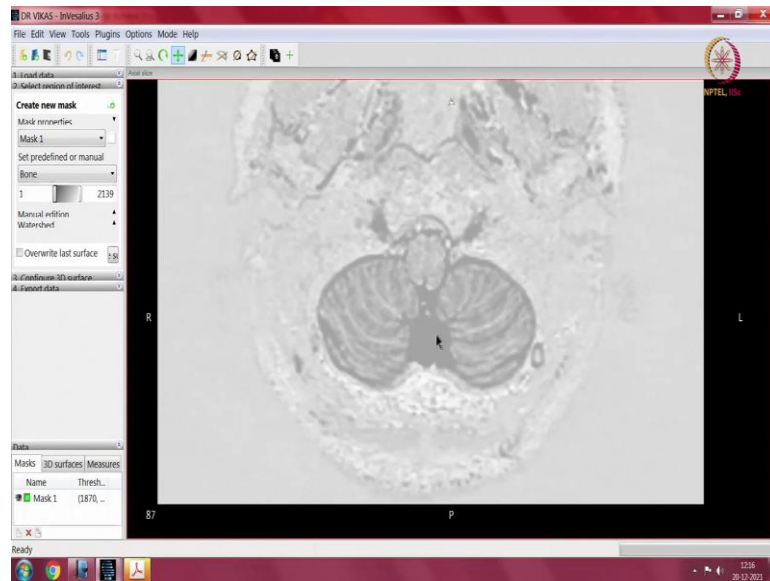 DR VIKAS - InVesalius 3
File Edit View Tools Plugins Options Mode Help
NPTEL, IISc
1. Load data
Axial slice
2. Select region of interest
Create new mask
Mask properties
Mask 1
Set predefined or manual
Bone
1 2139
Manual edition
Watershed
Overwrite last surface
3. Configure 3D surface
4. Export data
A
R
L
87
P
Data
Masks 3D surfaces Measures
Name Thresh..
Mask 1 (1870, ...
Ready
12:16
20-12-2021